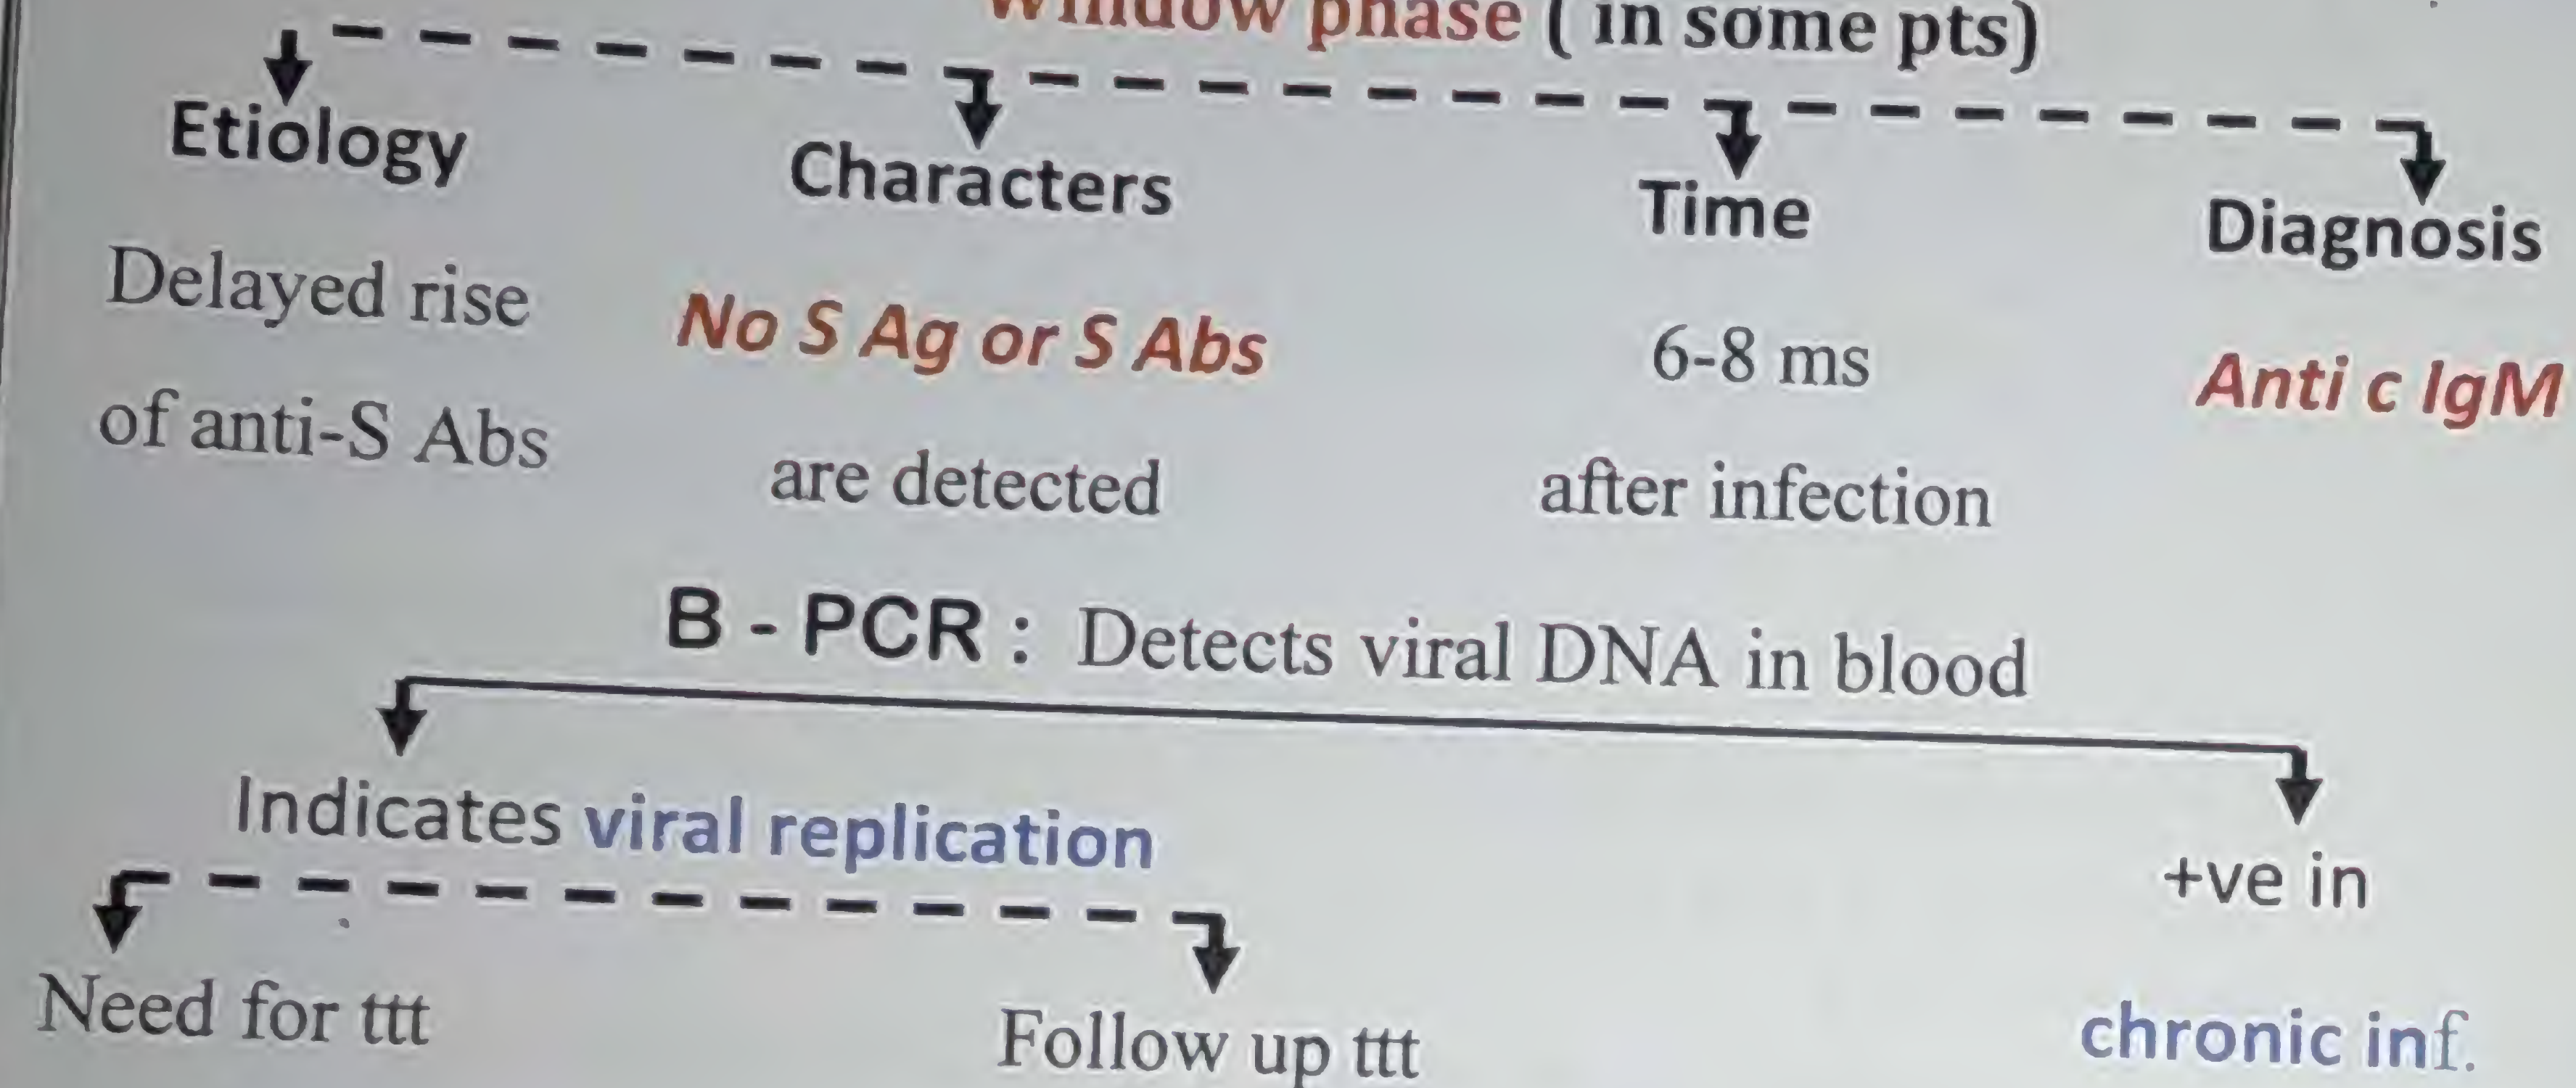 Window phase ( in some pts)
Etiology Characters Time Diagnosis
Delayed rise No S Ag or S Abs 6-8 ms Anti c IgM
of anti-S Abs are detected after infection
B - PCR : Detects viral DNA in blood
Indicates viral replication +ve in
Need for ttt Follow up ttt chronic inf.